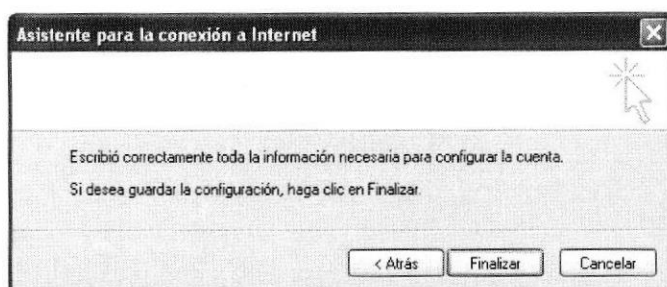 Asistente para la conexión a Internet
Escribió correctamente toda la información necesaria para configurar la cuenta.
Si desea guardar la configuración, haga clic en Finalizar.
< Atrás
Finalizar
Cancelar